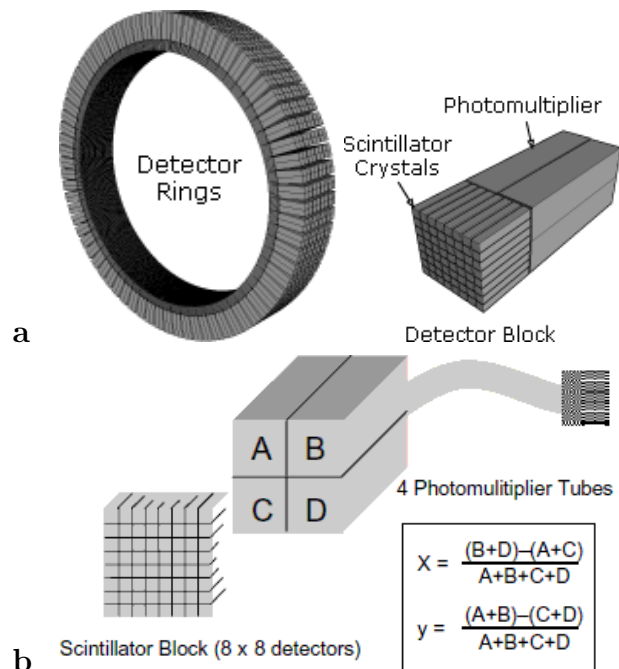 Detector
Rings
Photomultiplier
Scintillator
Crystals
Detector Block
a
A B
C D
4 Photomulitiplier Tubes
X = (B+D)–(A+C)
A+B+C+D
y = (A+B)–(C+D)
A+B+C+D
Scintillator Block (8 x 8 detectors)
b